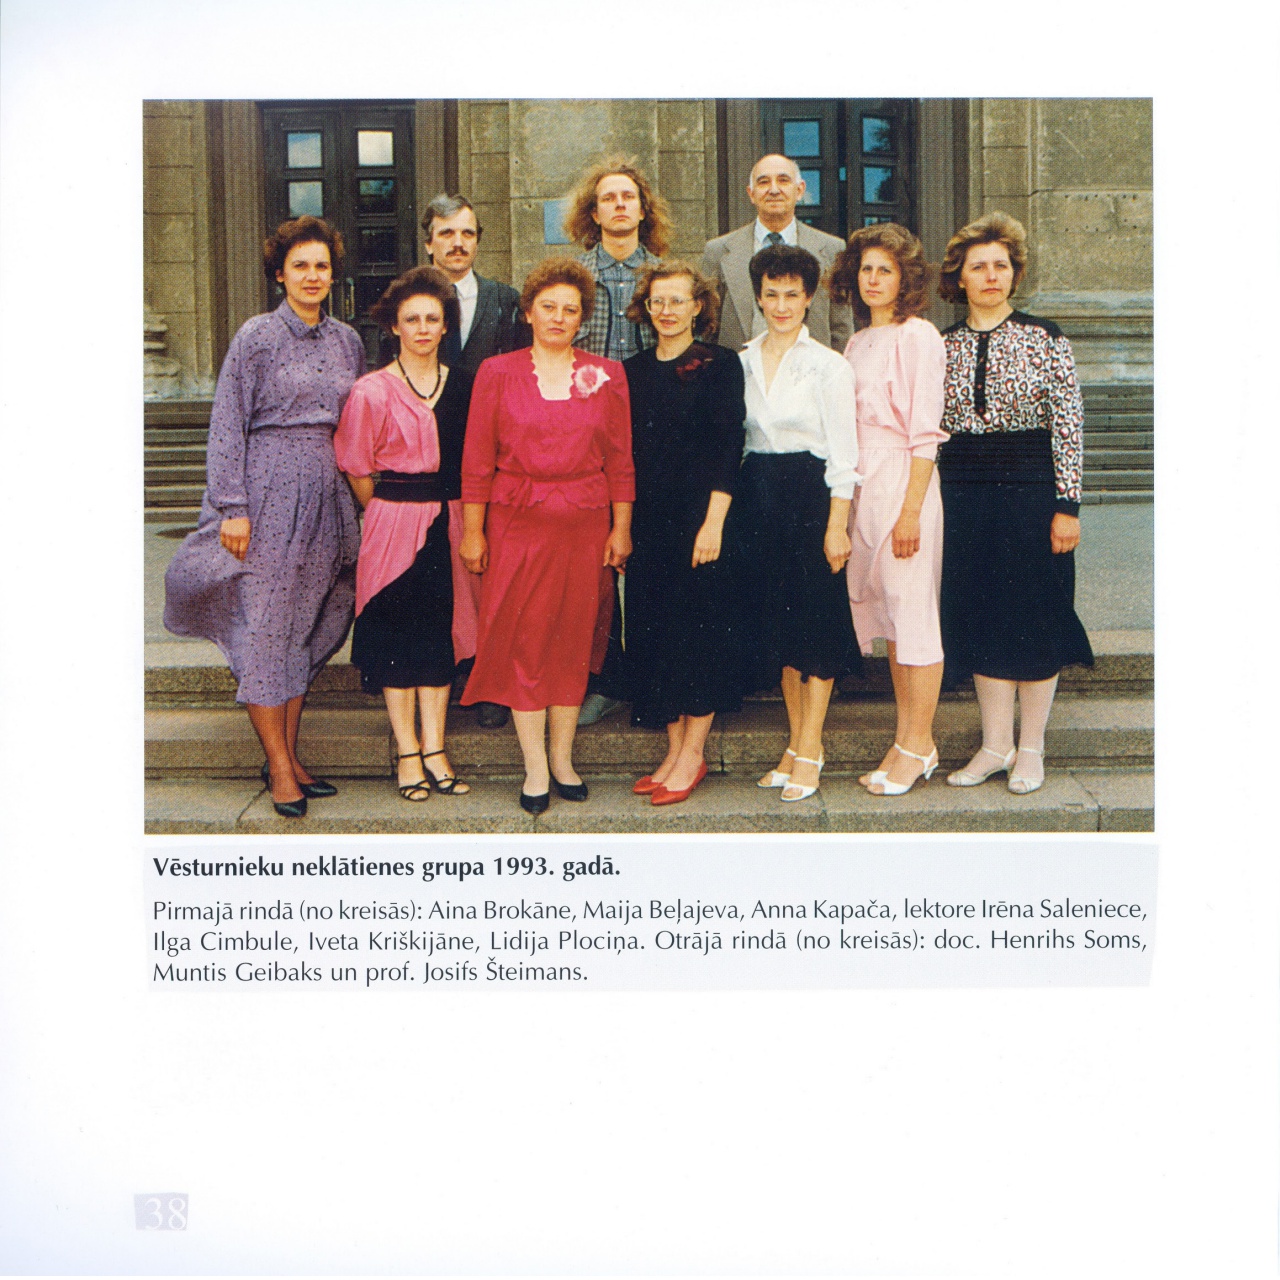 Vēsturnieku neklātienes grupa 1993. gadā.
Pirmajā rindā (no kreisās): Aina Brokāne, Maija Beļajeva, Anna Kapača, lektore Irēna Saleniece,
Ilga Cimbule, Iveta Kriškijāne, Lidija Plociņa. Otrājā rindā (no kreisās): doc. Henrihs Soms,
Muntis Geibaks un prof. Josifs Šteimans.
38